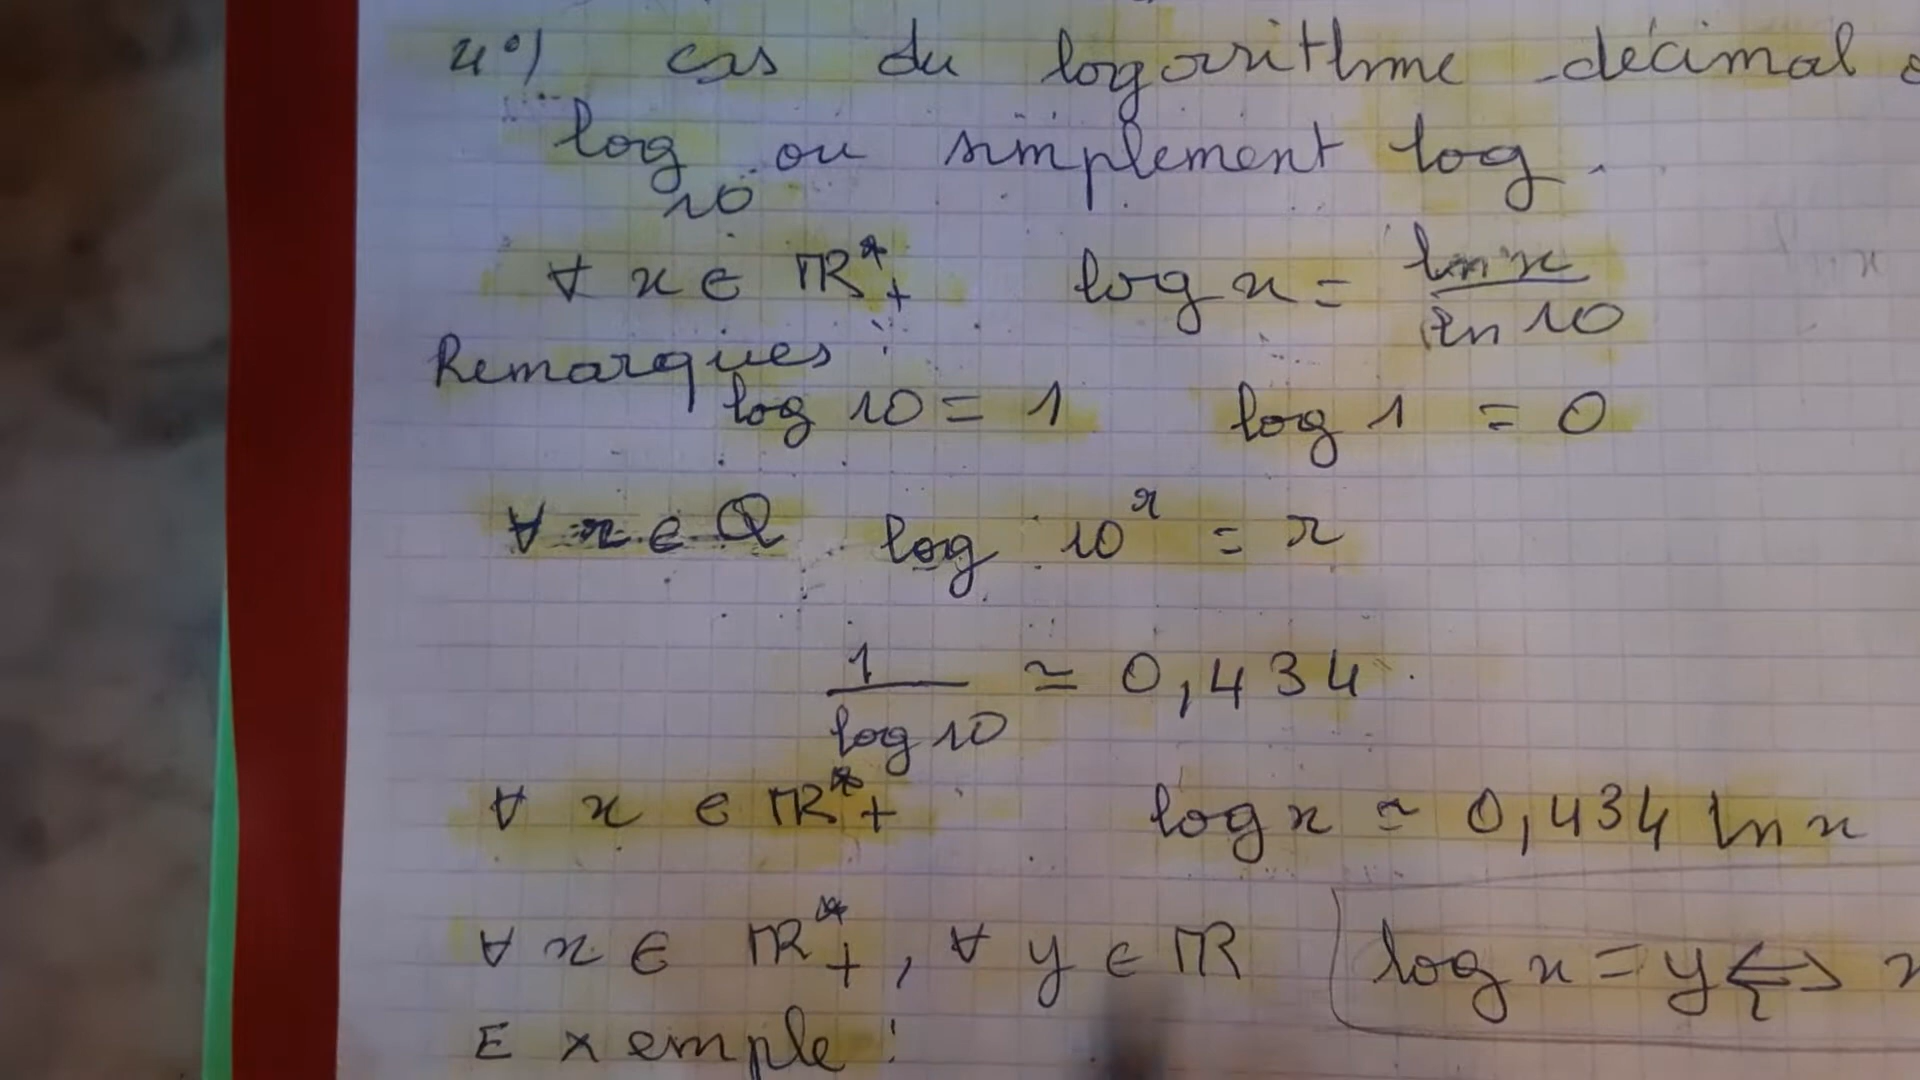 4°/ cas du logarithme décimal
log₁₀ ou simplement log.
∀ x ∈ ℝ*₊ log x = ln x / ln 10
Remarques :
log 10 = 1 log 1 = 0
∀ r ∈ ℚ log 10^r = r
1 / log 10 ≃ 0,434
∀ x ∈ ℝ*₊ log x ≃ 0,434 ln x
∀ x ∈ ℝ*₊, ∀ y ∈ ℝ log x = y ⟺
Exemple :